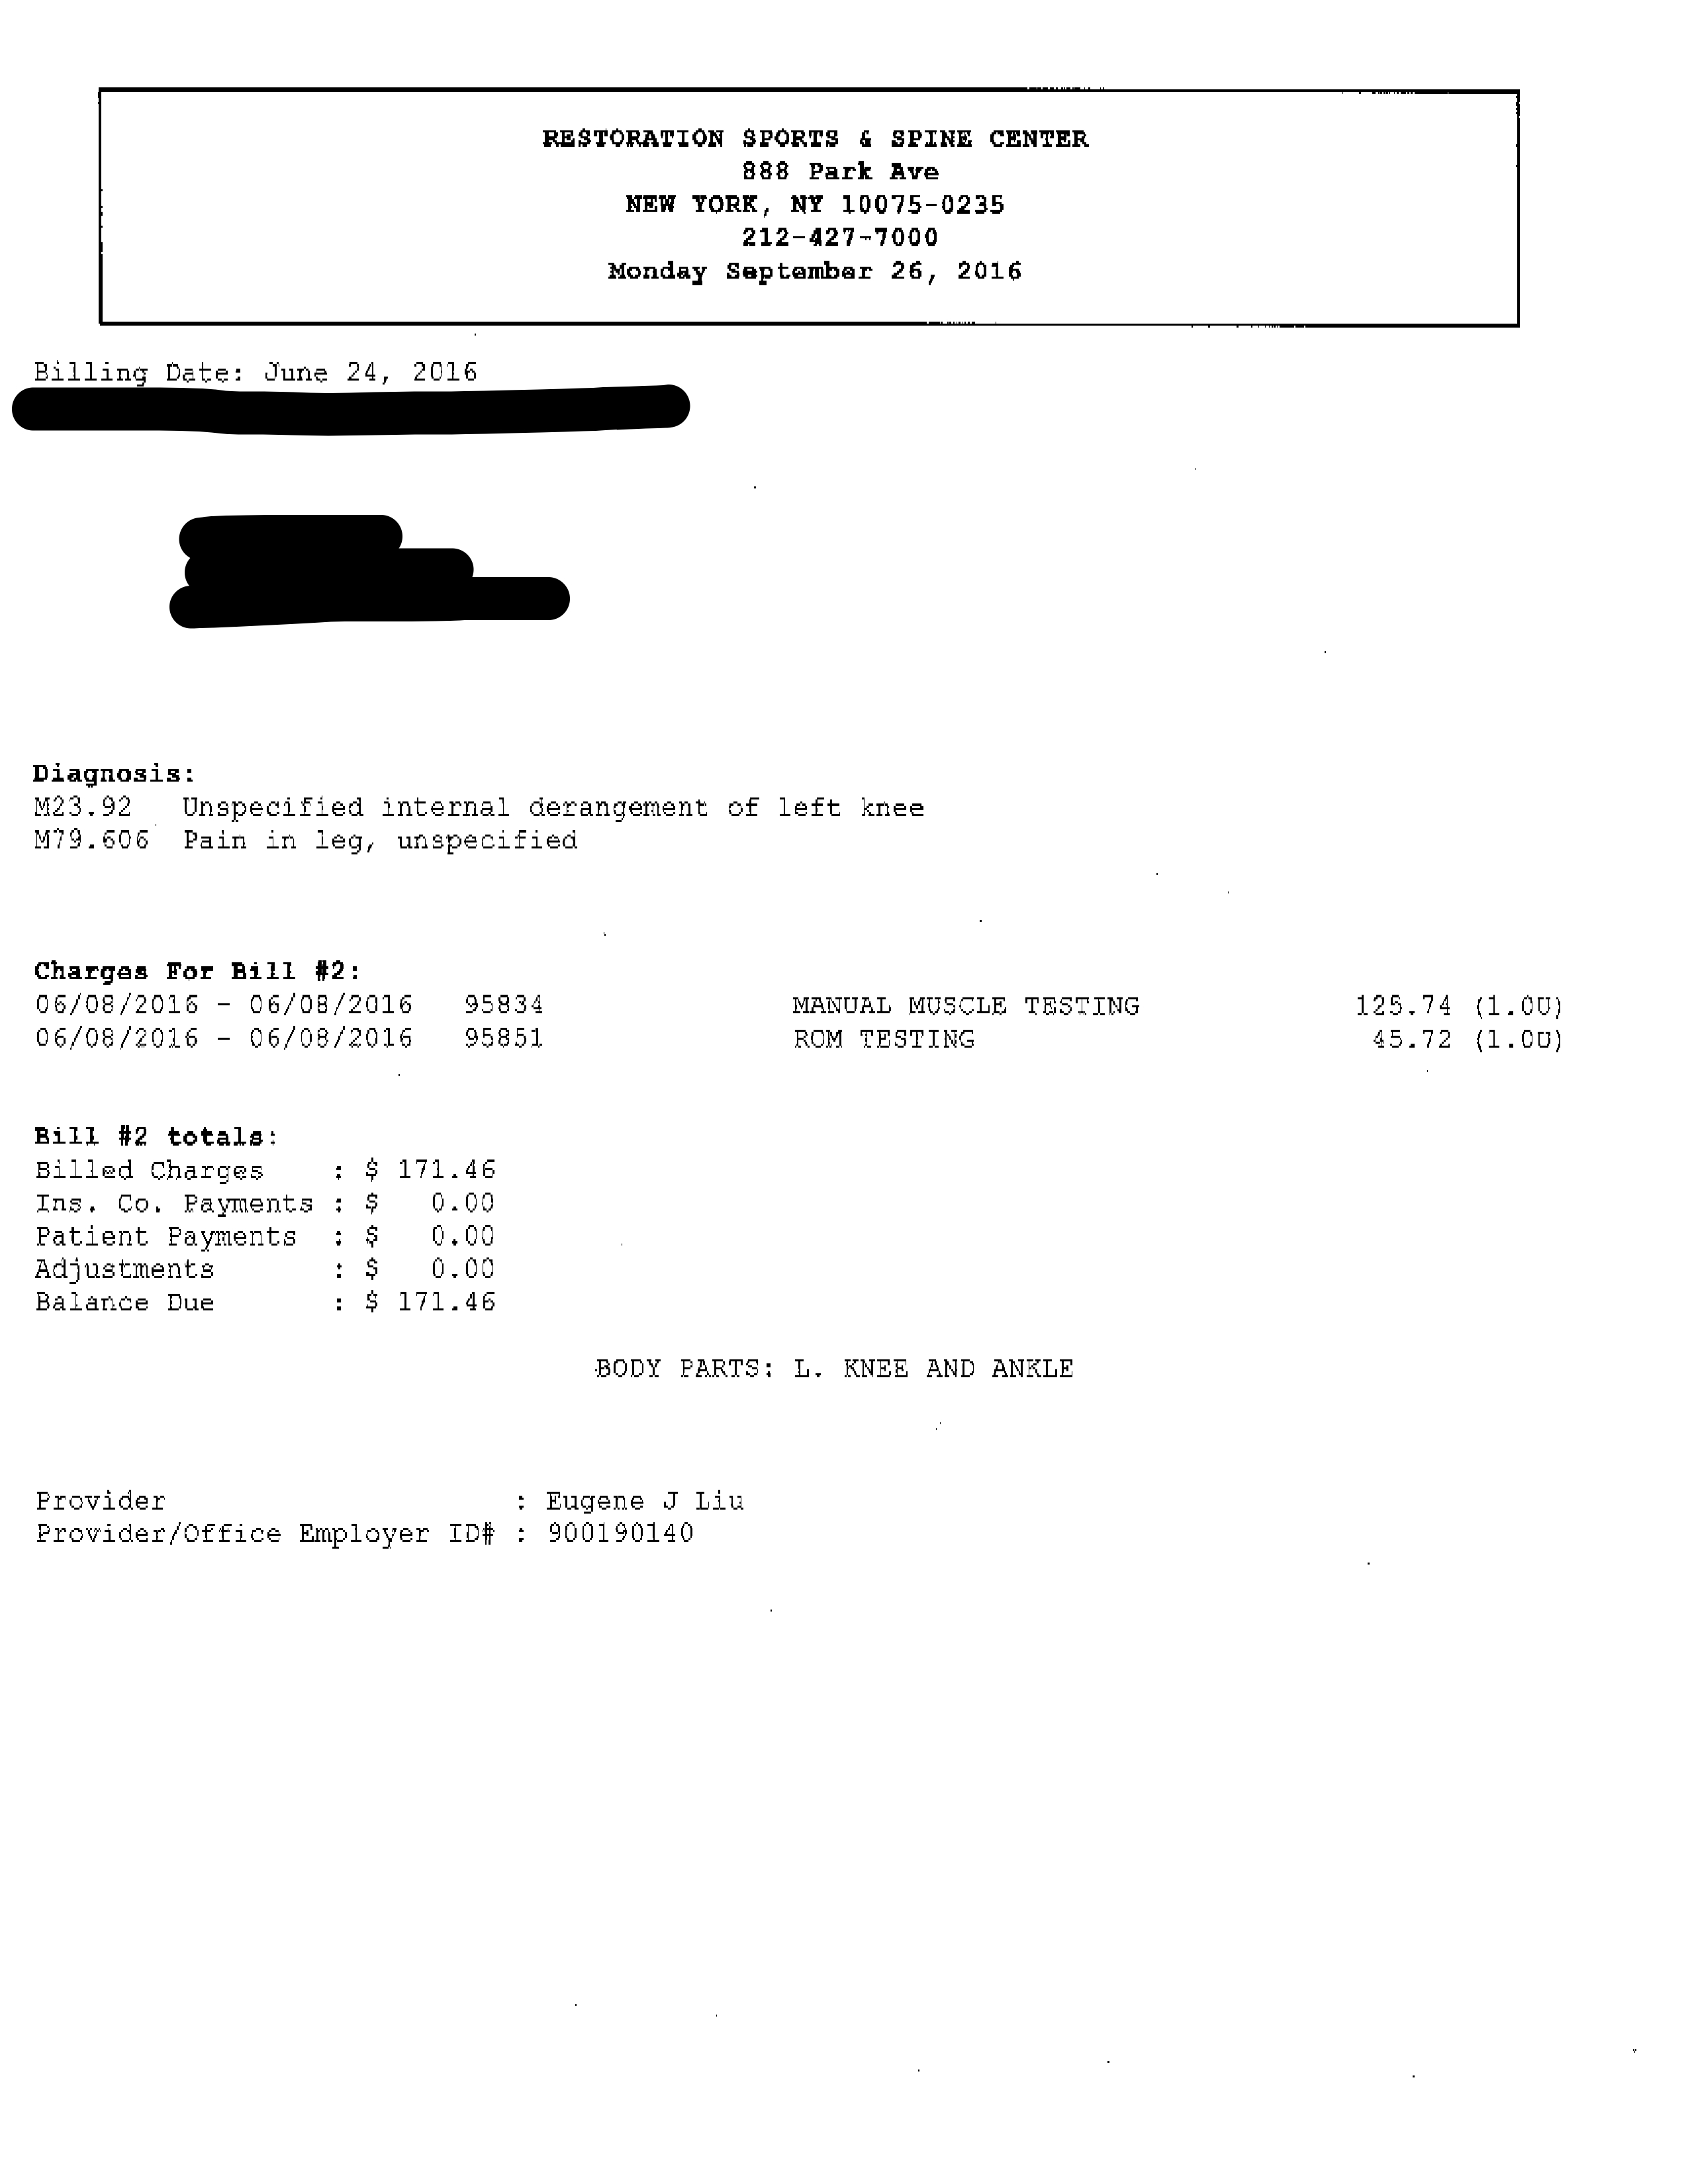 RESTORATION SPORTS & SPINE CENTER
888 Park Ave
NEW YORK, NY 10075-0235
212-427-7000
Monday September 26, 2016
Billing Date: June 24, 2016
Diagnosis:
M23.92 Unspecified internal derangement of left knee
M79.606 Pain in leg, unspecified
Charges For Bill #2:
06/08/2016 - 06/08/2016 95834 MANUAL MUSCLE TESTING 125.74 (1.0U)
06/08/2016 - 06/08/2016 95851 ROM TESTING 45.72 (1.0U)
Bill #2 totals:
Billed Charges : $ 171.46
Ins. Co. Payments : $ 0.00
Patient Payments : $ 0.00
Adjustments : $ 0.00
Balance Due : $ 171.46
BODY PARTS: L. KNEE AND ANKLE
Provider : Eugene J Liu
Provider/Office Employer ID# : 900190140